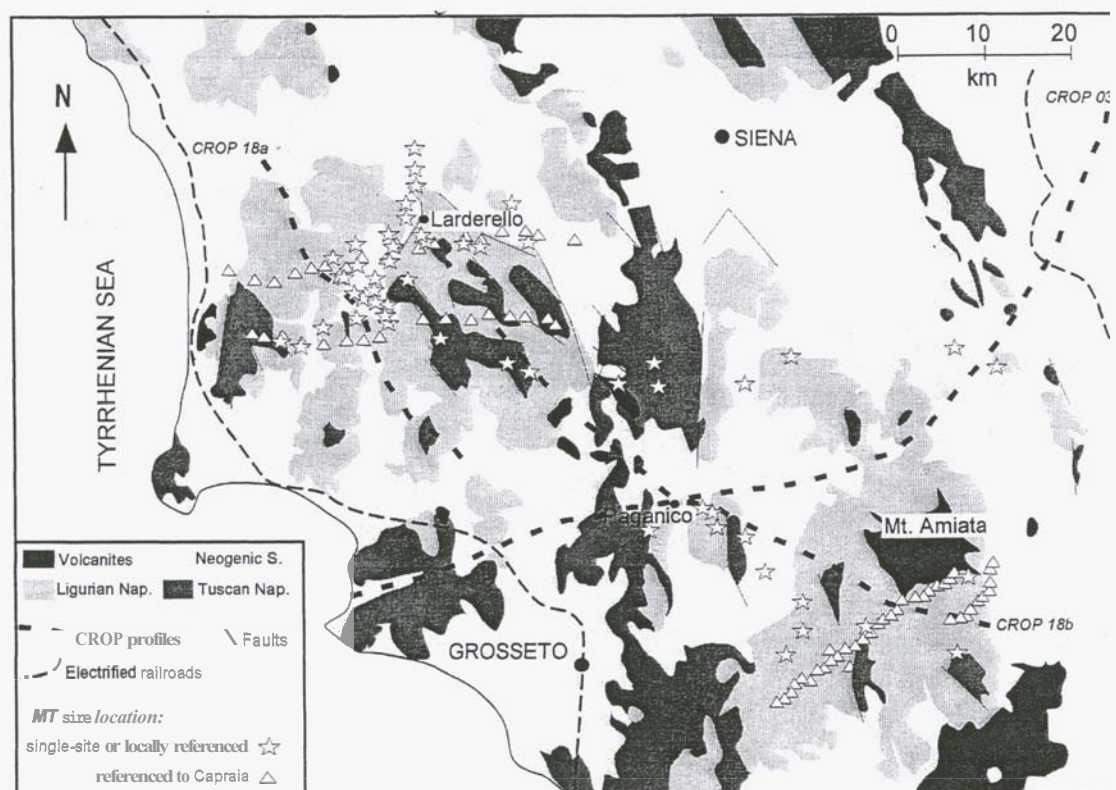 0 10 20
km
N
CROP 03
CROP 18a
SIENA
Larderello
TYRRHENIAN SEA
Paganico
Mt. Amiata
CROP 18b
GROSSETO
Volcanites Neogenic S.
Ligurian Nap. Tuscan Nap.
CROP profiles Faults
Electrified railroads
MT size location:
single-site or locally referenced
referenced to Capraia